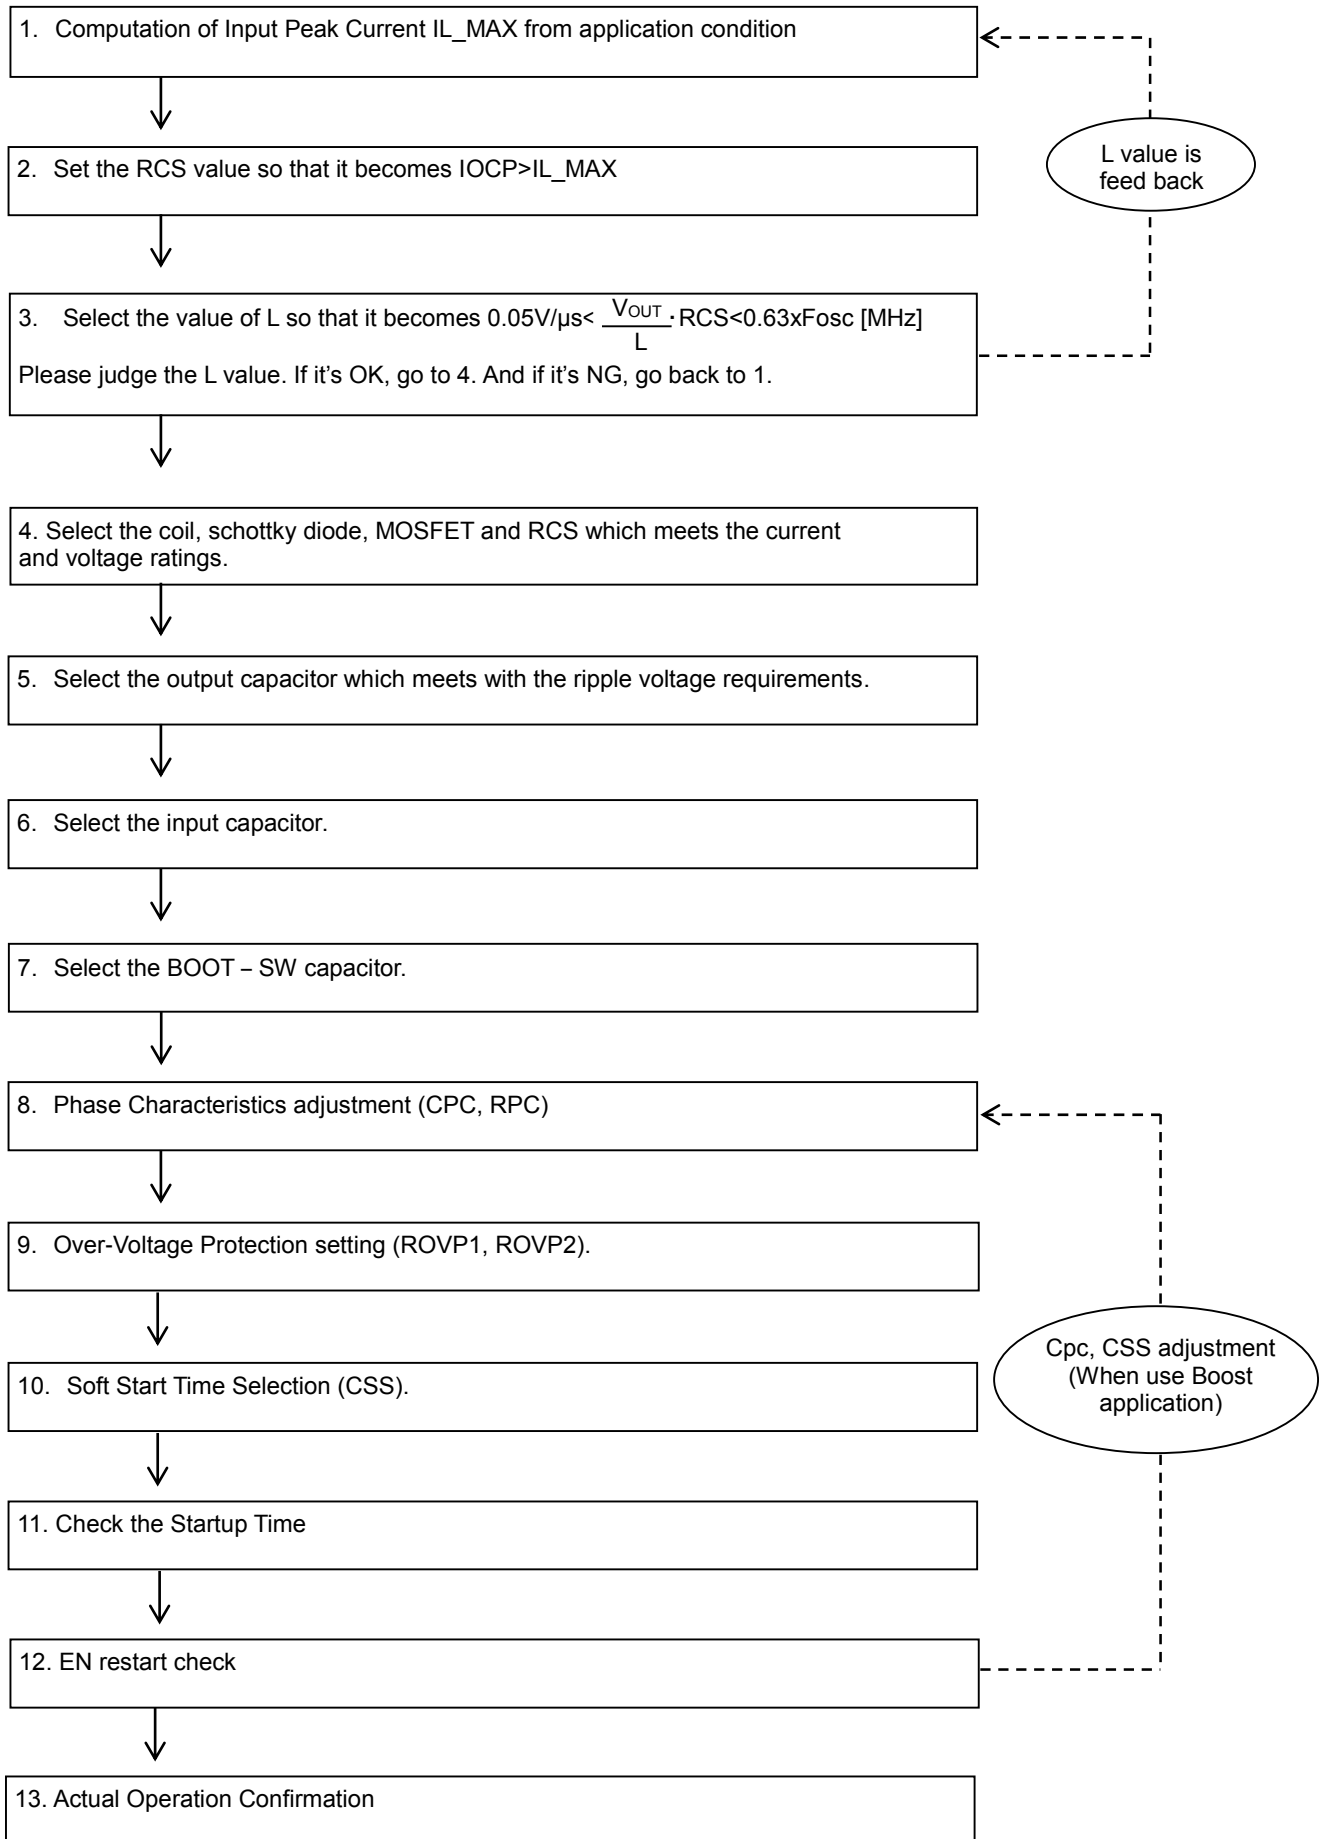 1. Computation of Input Peak Current IL_MAX from application condition
L value is
feed back
2. Set the RCS value so that it becomes IOCP>IL_MAX
3. Select the value of L so that it becomes 0.05V/μs< VOUT/L ·RCS<0.63xFosc [MHz]
Please judge the L value. If it’s OK, go to 4. And if it’s NG, go back to 1.
4. Select the coil, schottky diode, MOSFET and RCS which meets the current
and voltage ratings.
5. Select the output capacitor which meets with the ripple voltage requirements.
6. Select the input capacitor.
7. Select the BOOT – SW capacitor.
8. Phase Characteristics adjustment (CPC, RPC)
9. Over-Voltage Protection setting (ROVP1, ROVP2).
Cpc, CSS adjustment
(When use Boost
application)
10. Soft Start Time Selection (CSS).
11. Check the Startup Time
12. EN restart check
13. Actual Operation Confirmation